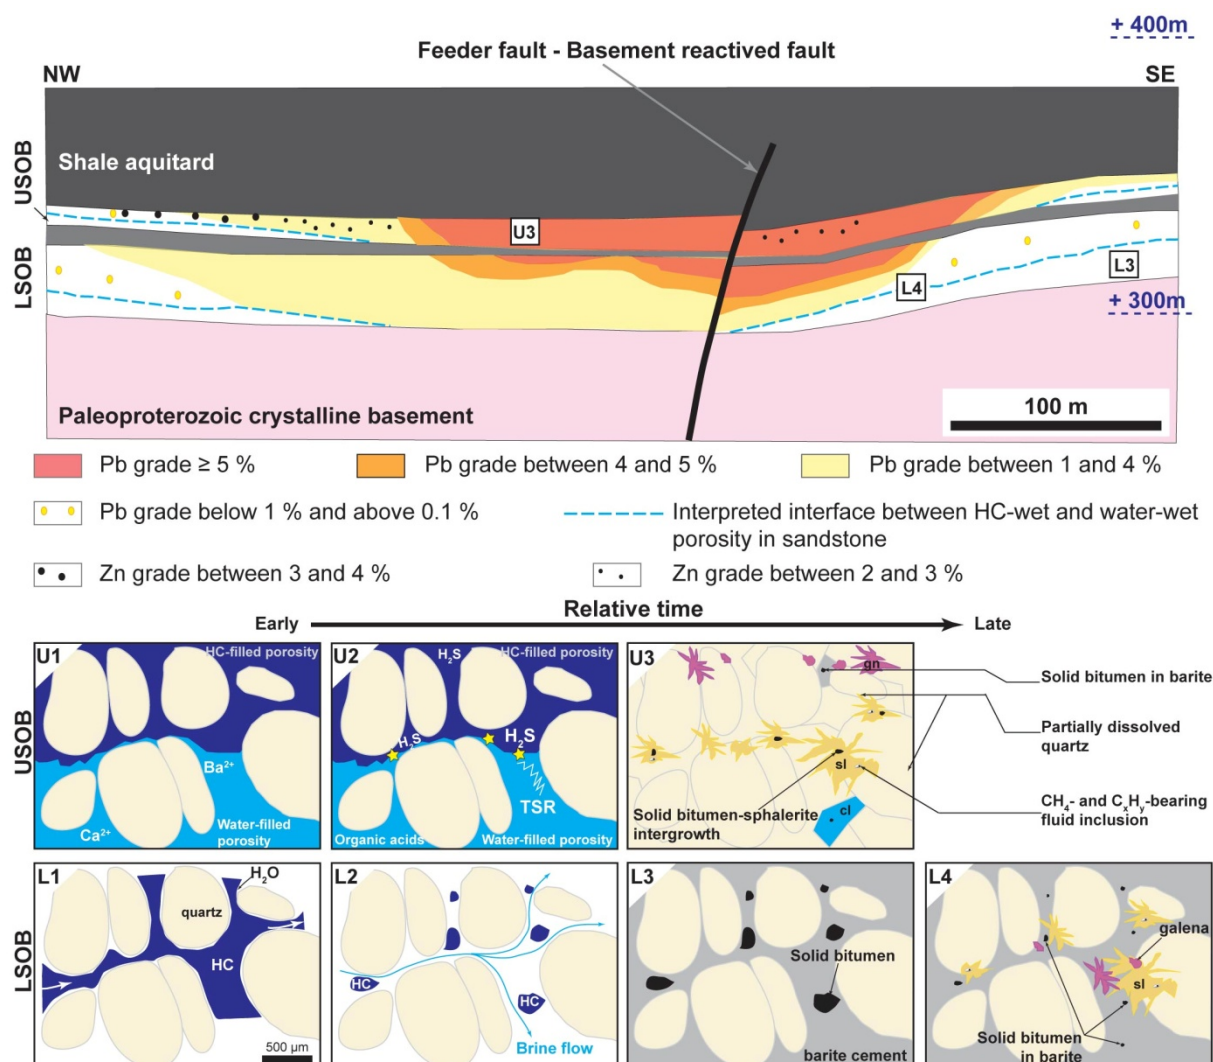 + 400m
Feeder fault - Basement reactived fault
NW
SE
USOB
Shale aquitard
U3
LSOB
L4
L3
+ 300m
Paleoproterozoic crystalline basement
100 m
Pb grade ≥ 5 %
Pb grade between 4 and 5 %
Pb grade between 1 and 4 %
Pb grade below 1 % and above 0.1 %
Interpreted interface between HC-wet and water-wet
porosity in sandstone
Zn grade between 3 and 4 %
Zn grade between 2 and 3 %
Relative time
Early
Late
USOB
U1
HC-filled porosity
Ba²⁺
Ca²⁺
Water-filled
porosity
U2
H₂S
HC-filled porosity
H₂S
H₂S
TSR
Organic acids
Water-filled porosity
U3
gn
sl
Solid bitumen-sphalerite
intergrowth
cl
Solid bitumen in barite
Partially dissolved
quartz
CH₄- and CₓHᵧ-bearing
fluid inclusion
LSOB
L1
H₂O
quartz
HC
500 µm
L2
HC
HC
Brine flow
L3
Solid bitumen
barite cement
L4
galena
sl
Solid bitumen
in barite